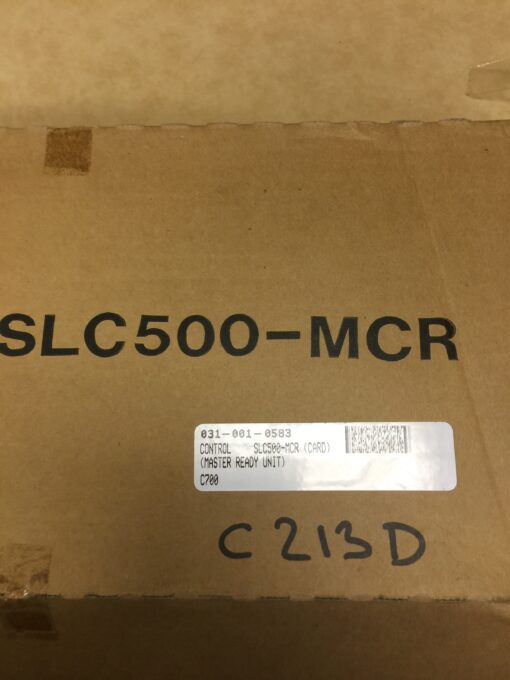 SLC500-MCR
031-001-0583
CONTROL SLC500-MCR (CARD)
(MASTER READY UNIT)
C700
C213D